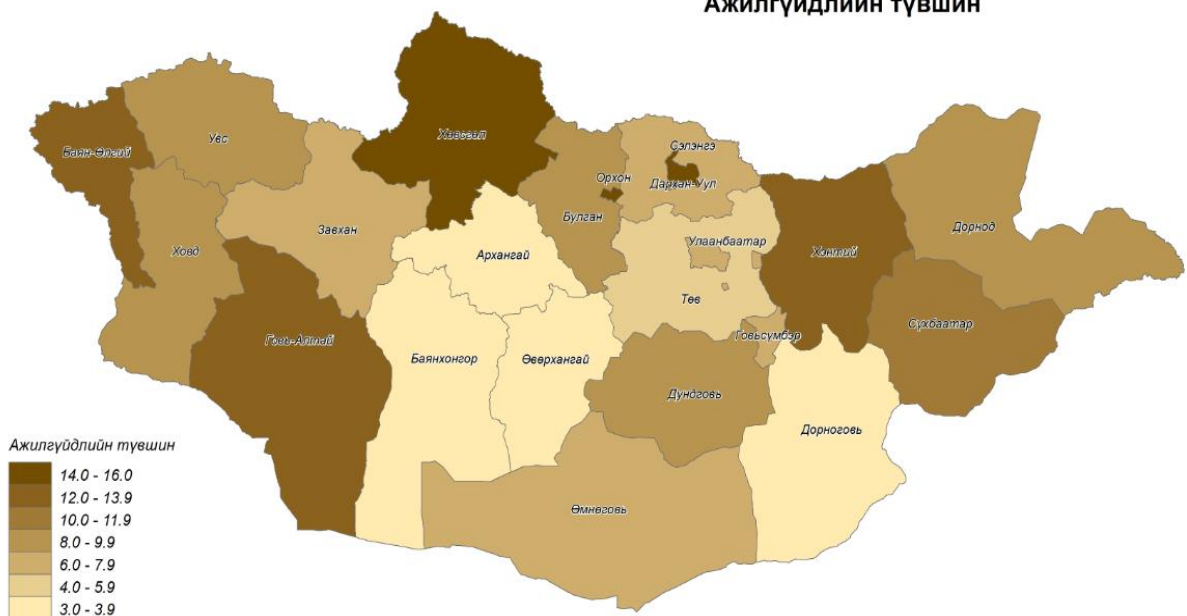 Ажилгүйдлийн түвшин
Хөвсгөл
Увс
Баян-Өлгий
Сэлэнгэ
Орхон
Дархан-Уул
Булган
Завхан
Ховд
Архангай
Улаанбаатар
Хэнтий
Дорнод
Төв
Говьсүмбэр
Сүхбаатар
Говь-Алтай
Баянхонгор
Өвөрхангай
Дундговь
Дорноговь
Өмнөговь
Ажилгүйдлийн түвшин
14.0 - 16.0
12.0 - 13.9
10.0 - 11.9
8.0 - 9.9
6.0 - 7.9
4.0 - 5.9
3.0 - 3.9